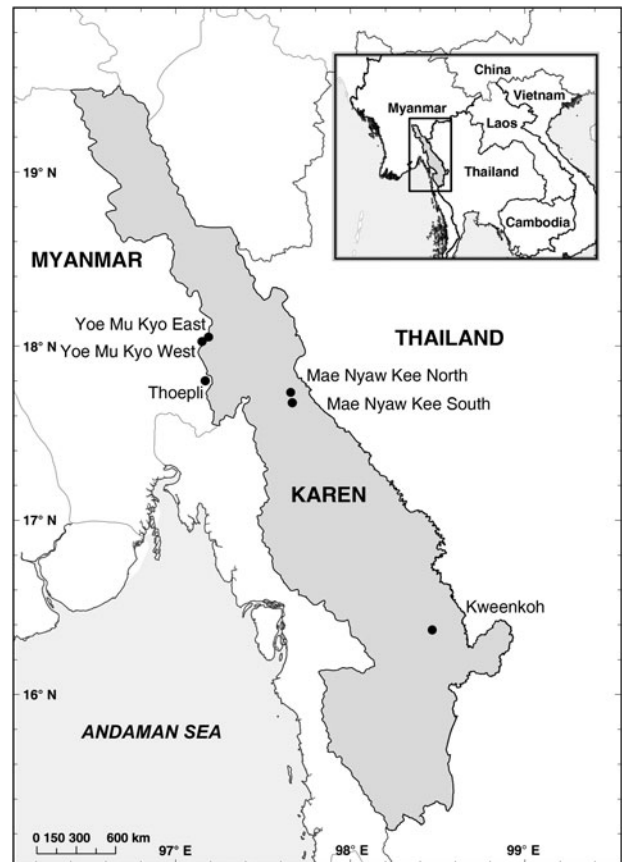 China
Myanmar
Vietnam
Laos
Thailand
Cambodia
19° N
MYANMAR
Yoe Mu Kyo East
THAILAND
18° N
Yoe Mu Kyo West
Mae Nyaw Kee North
Thoepli
Mae Nyaw Kee South
KAREN
17° N
Kweenkoh
16° N
ANDAMAN SEA
0 150 300 600 km
97° E
98° E
99° E